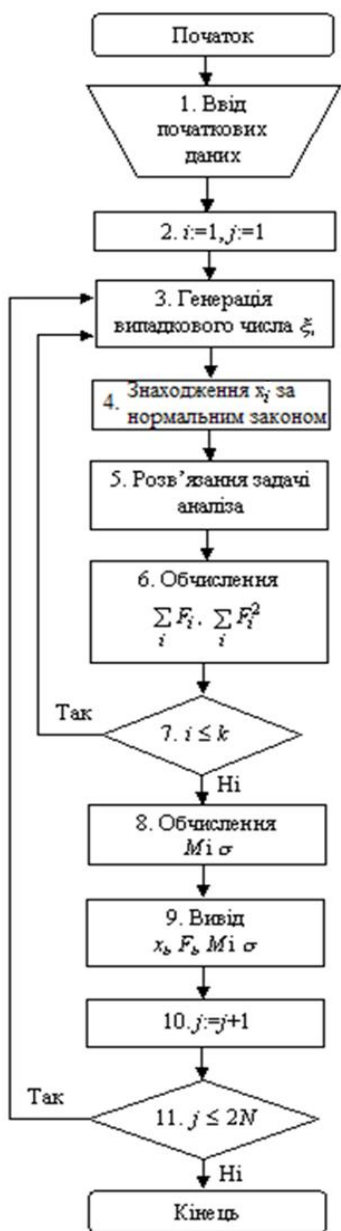 Початок
1. Ввід
початкових
даних
2. i:=1, j:=1
3. Генерація
випадкового числа ξᵢ
4. Знаходження xᵢ за
нормальним законом
5. Розв’язання задачі
аналіза
6. Обчислення
∑ᵢ Fᵢ . ∑ᵢ Fᵢ²
Так
7. i ≤ k
Ні
8. Обчислення
M i σ
9. Вивід
xᵢ, Fᵢ, M i σ
10. j:=j+1
Так
11. j ≤ 2N
Ні
Кінець